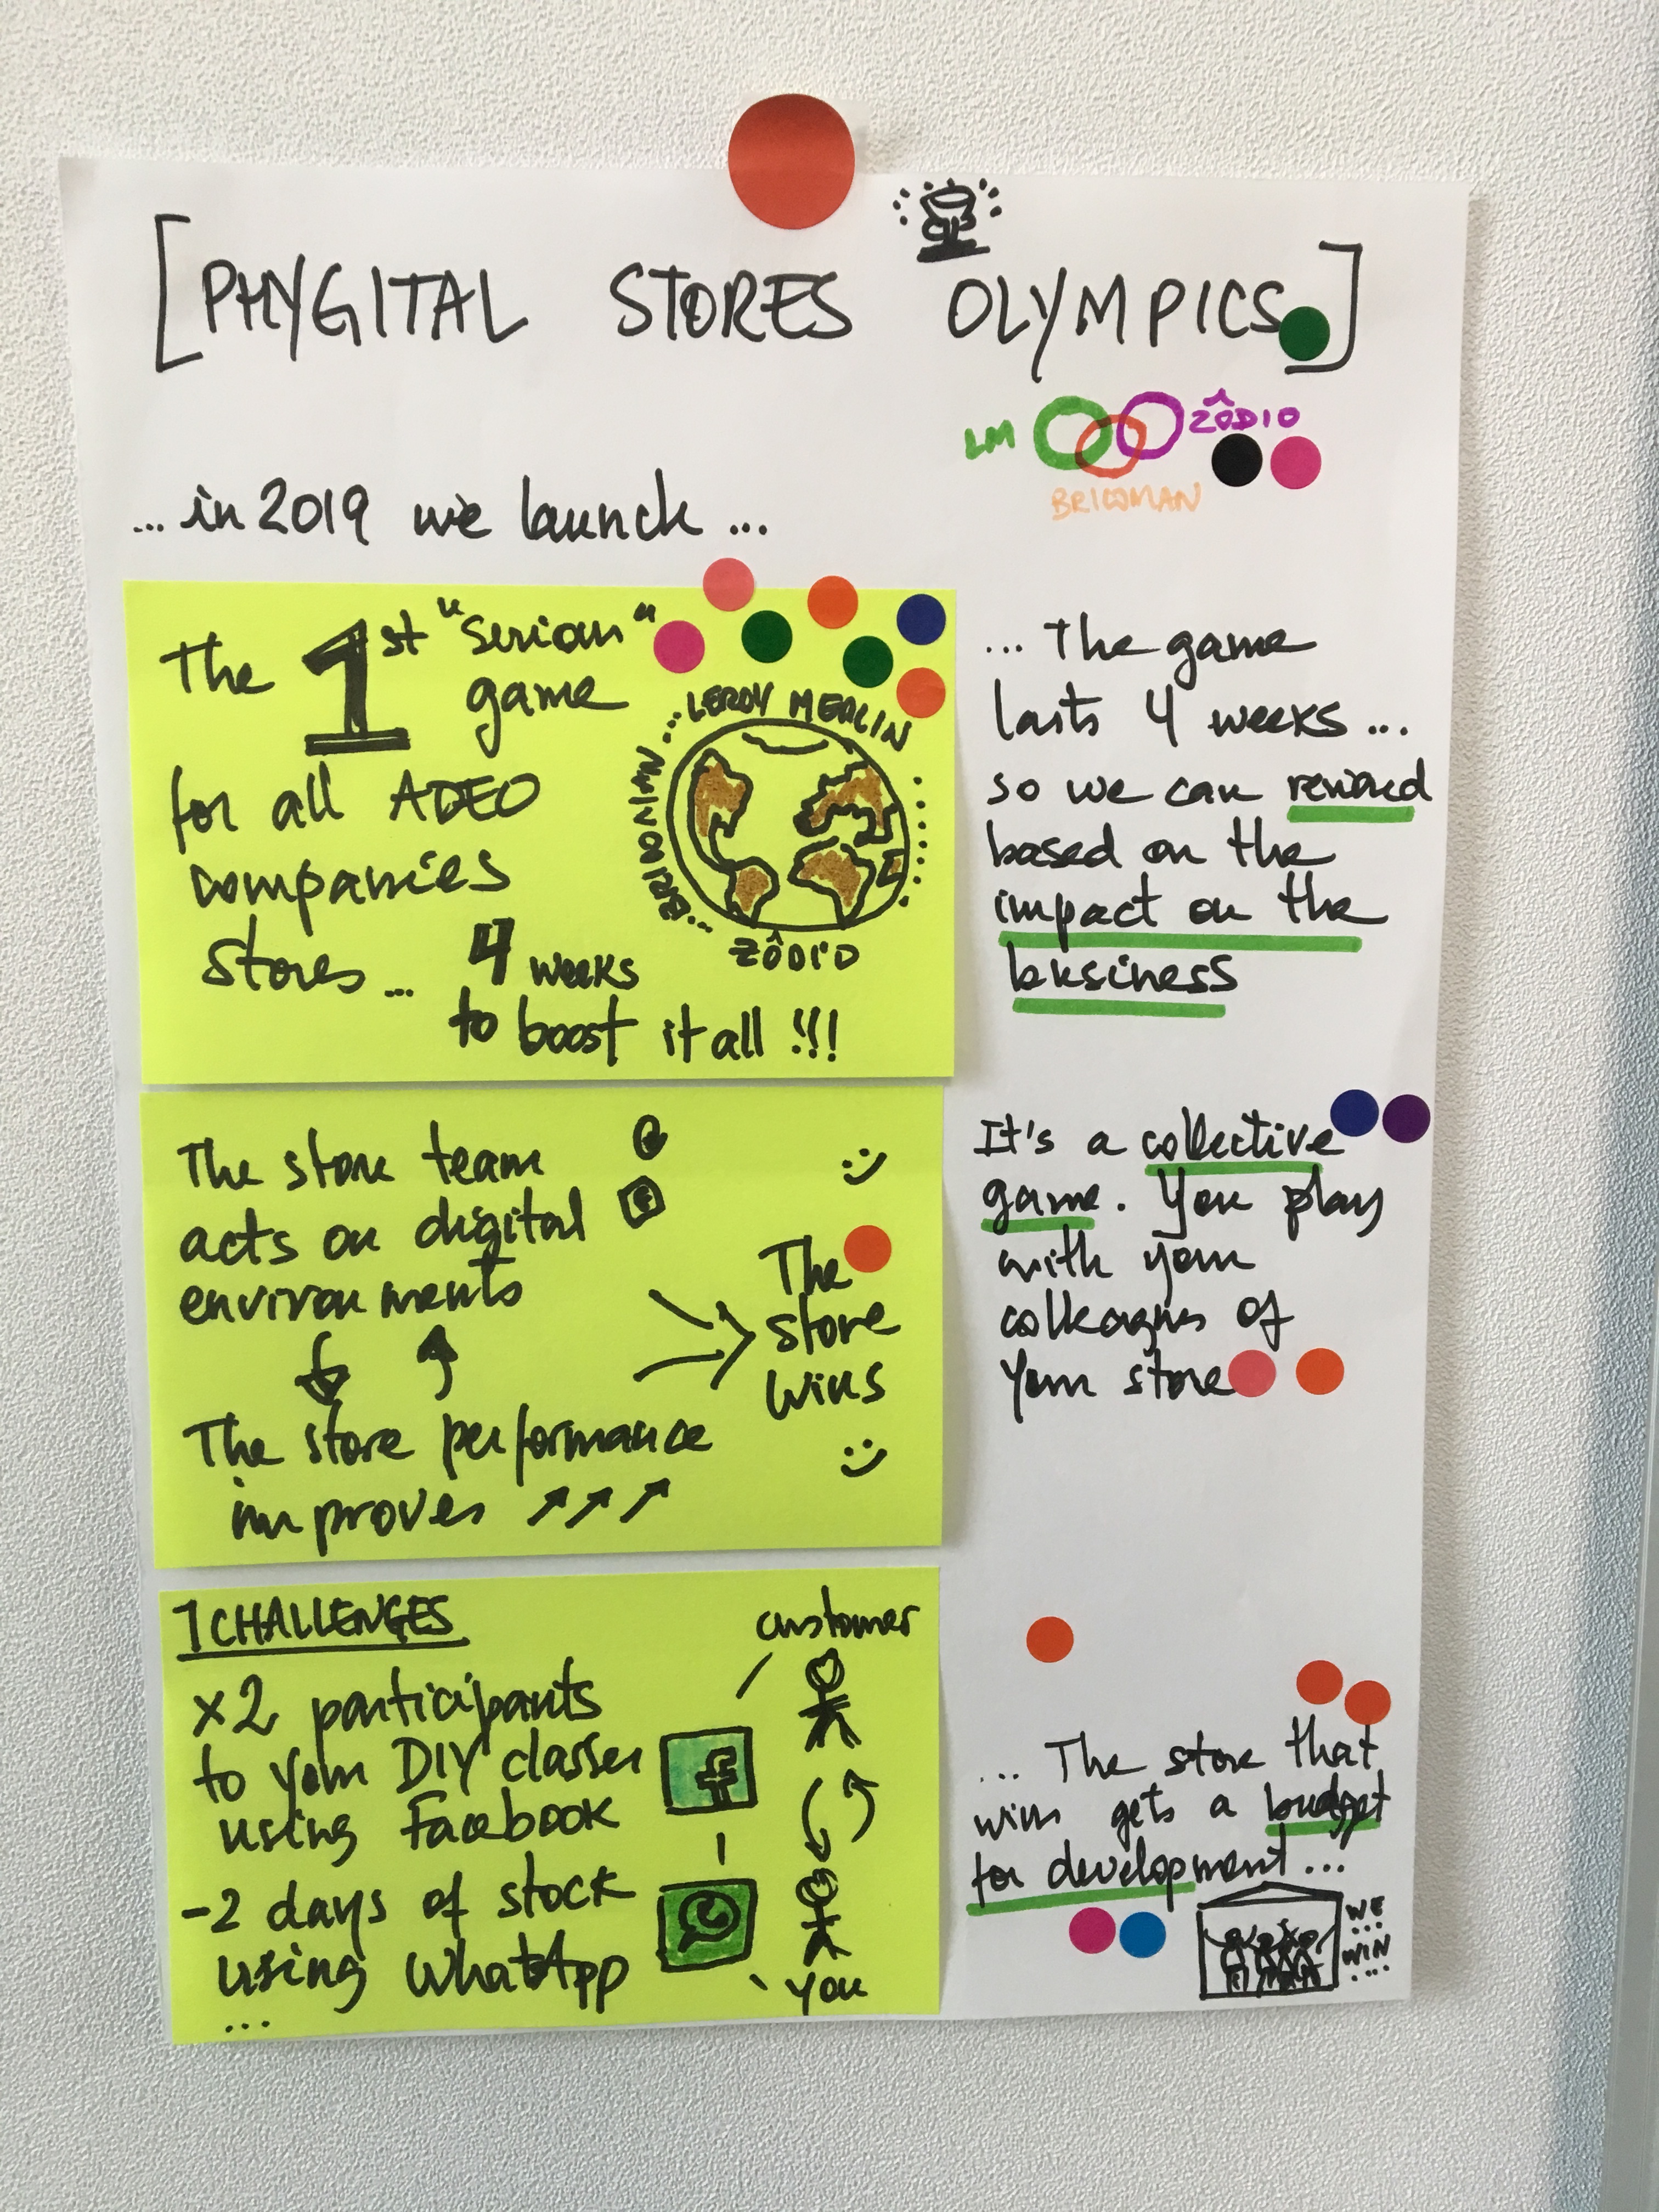 [PHYGITAL STORES OLYMPICS]
LM
ZÔDIO
BRICOMAN
...in 2019 we launch...
The 1st "Serious"
game
for all ADEO
companies
stores... 4 weeks
to boost it all !!!
...LEROY MERLIN
...BRICOMAN...
ZÔDIO
... The game
lasts 4 weeks...
so we can reward
based on the
impact on the
business
The store team
acts on digital
environments
The store performance
improves
The
store
wins
It's a collective
game. You play
with your
colleagues of
your store
7 CHALLENGES
x2 participants
to your DIY classes
using Facebook
-2 days of stock
using WhatsApp
...
customer
f
you
... The store that
wins gets a budget
for development...
WE
...
WIN
...